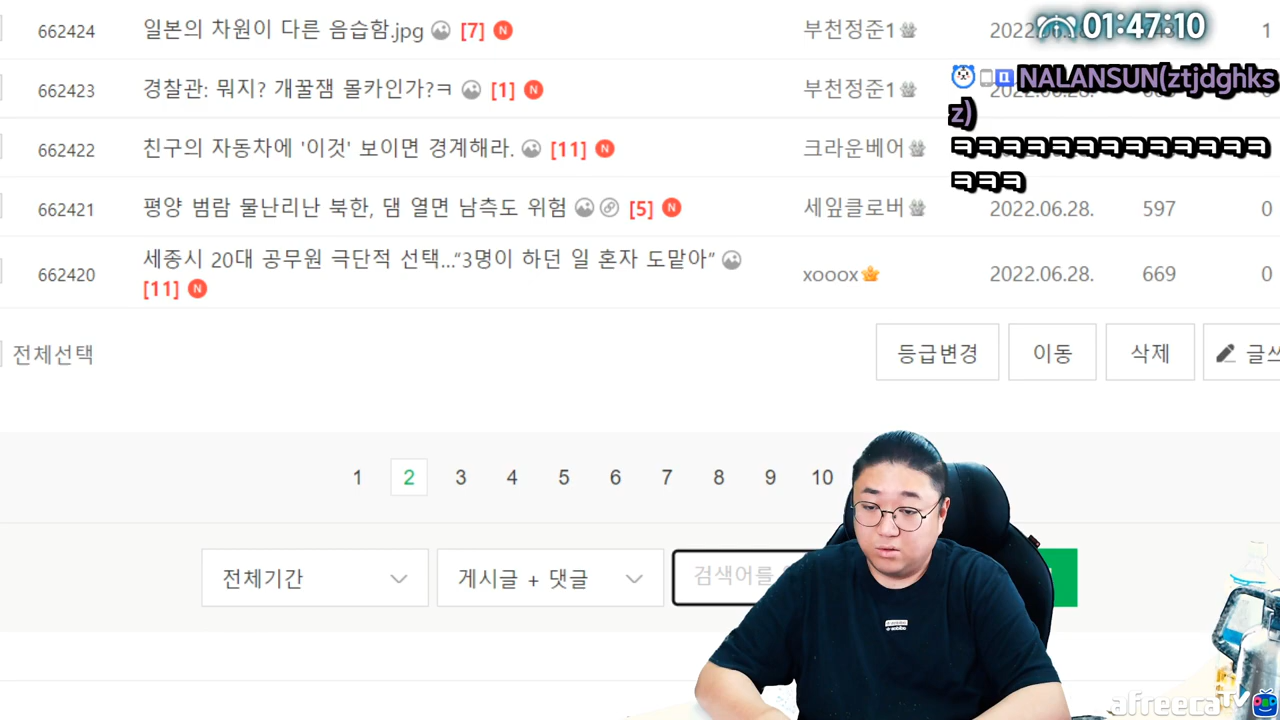 662424 일본의 차원이 다른 음습함.jpg [7] N 부천정준1 1
01:47:10
NALANSUN(ztjdghks
z)
662423 경찰관: 뭐지? 개꿀잼 몰카인가?ㅋ [1] N 부천정준1
662422 친구의 자동차에 '이것' 보이면 경계해라. [11] N 크라운베어
ㅋㅋㅋㅋㅋㅋㅋㅋㅋㅋㅋㅋㅋ
ㅋㅋㅋ
662421 평양 범람 물난리난 북한, 댐 열면 남측도 위험 [5] N 세잎클로버 2022.06.28. 597 0
662420 세종시 20대 공무원 극단적 선택…“3명이 하던 일 혼자 도맡아” xooox 2022.06.28. 669 0
[11] N
전체선택 등급변경 이동 삭제
1 2 3 4 5 6 7 8 9 10
전체기간 게시글 + 댓글 검색어를
afreecaTV